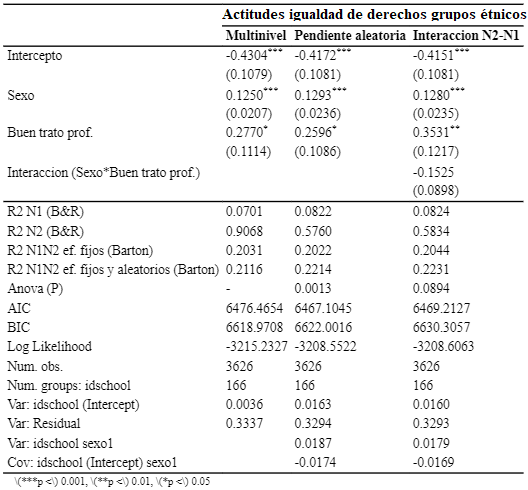 Actitudes igualdad de derechos grupos étnicos
Multinivel Pendiente aleatoria Interaccion N2-N1
Intercepto -0.4304*** -0.4172*** -0.4151***
(0.1079) (0.1081) (0.1081)
Sexo 0.1250*** 0.1293*** 0.1280***
(0.0207) (0.0236) (0.0235)
Buen trato prof. 0.2770* 0.2596* 0.3531**
(0.1114) (0.1086) (0.1217)
Interaccion (Sexo*Buen trato prof.) -0.1525
(0.0898)
R2 N1 (B&R) 0.0701 0.0822 0.0824
R2 N2 (B&R) 0.9068 0.5760 0.5834
R2 N1N2 ef. fijos (Barton) 0.2031 0.2022 0.2044
R2 N1N2 ef. fijos y aleatorios (Barton) 0.2116 0.2214 0.2231
Anova (P) - 0.0013 0.0894
AIC 6476.4654 6467.1045 6469.2127
BIC 6618.9708 6622.0016 6630.3057
Log Likelihood -3215.2327 -3208.5522 -3208.6063
Num. obs. 3626 3626 3626
Num. groups: idschool 166 166 166
Var: idschool (Intercept) 0.0036 0.0163 0.0160
Var: Residual 0.3337 0.3294 0.3293
Var: idschool sexo1 0.0187 0.0179
Cov: idschool (Intercept) sexo1 -0.0174 -0.0169
\(***p <\) 0.001, \(**p <\) 0.01, \(*p <\) 0.05